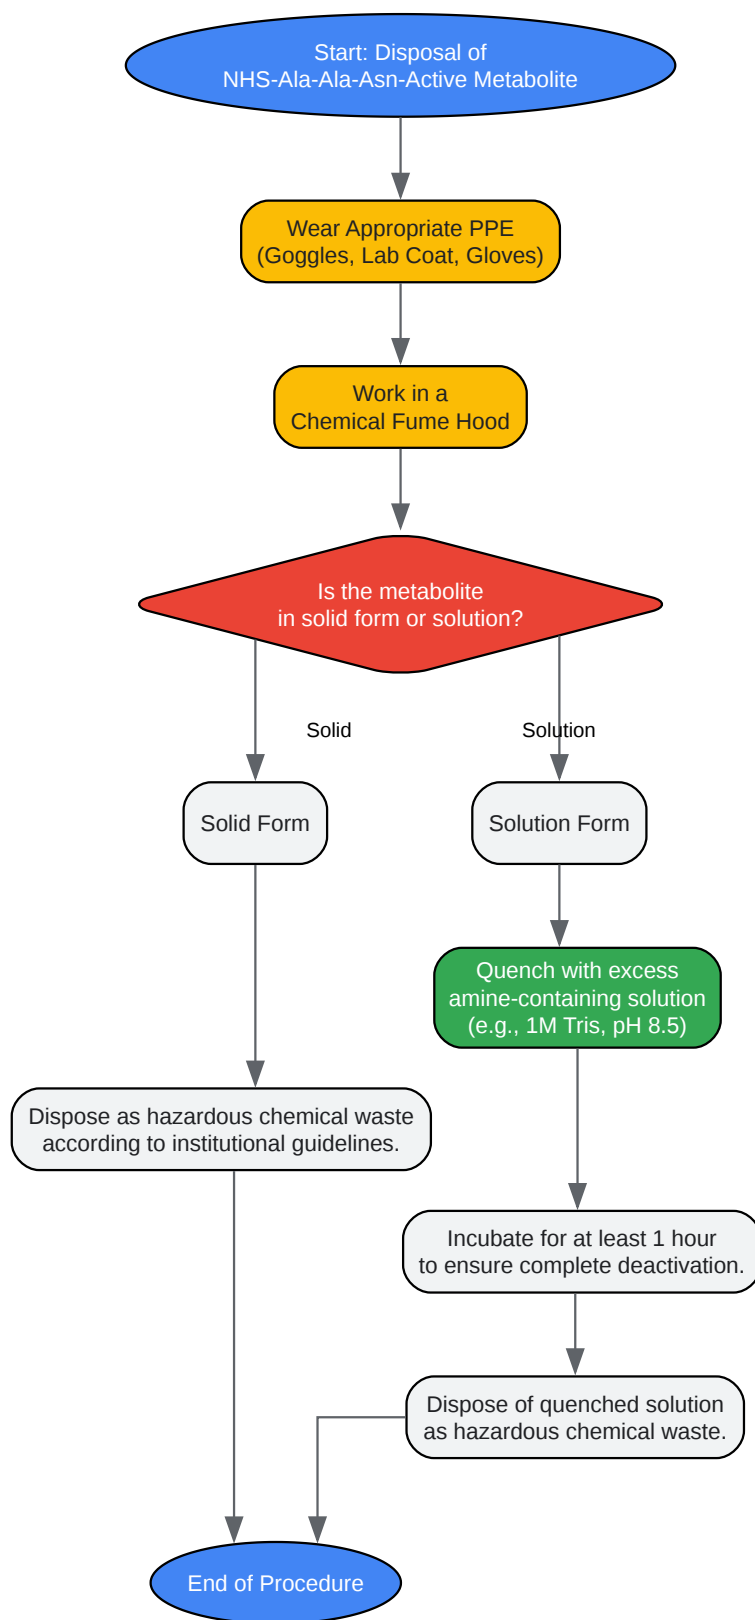 Start: Disposal of
NHS-Ala-Ala-Asn-Active Metabolite
Wear Appropriate PPE
(Goggles, Lab Coat, Gloves)
Work in a
Chemical Fume Hood
Is the metabolite
in solid form or solution?
Solid
Solution
Solid Form
Solution Form
Quench with excess
amine-containing solution
(e.g., 1M Tris, pH 8.5)
Dispose as hazardous chemical waste
according to institutional guidelines.
Incubate for at least 1 hour
to ensure complete deactivation.
Dispose of quenched solution
as hazardous chemical waste.
End of Procedure